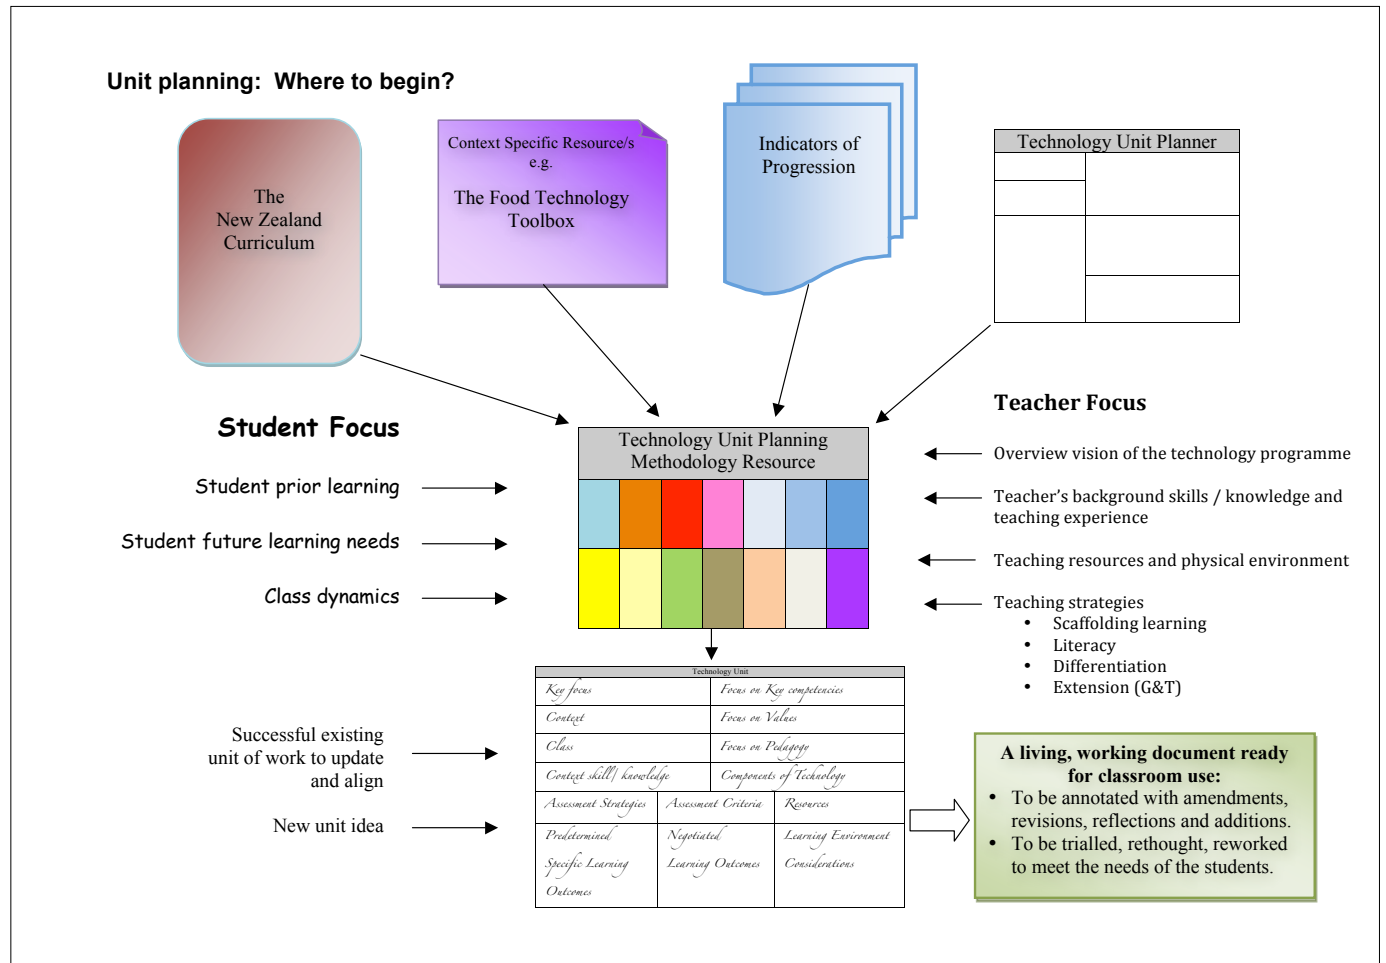 Unit planning: Where to begin?
The
New Zealand
Curriculum
Context Specific Resource/s
e.g.
The Food Technology
Toolbox
Indicators of
Progression
Technology Unit Planner
Student Focus
Student prior learning
Student future learning needs
Class dynamics
Technology Unit Planning
Methodology Resource
Teacher Focus
Overview vision of the technology programme
Teacher's background skills / knowledge and
teaching experience
Teaching resources and physical environment
Teaching strategies
• Scaffolding learning
• Literacy
• Differentiation
• Extension (G&T)
Successful existing
unit of work to update
and align
New unit idea
Technology Unit
Key focus
Focus on Key competencies
Context
Focus on Values
Class
Focus on Pedagogy
Context skill/ knowledge
Components of Technology
Assessment Strategies
Assessment Criteria
Resources
Predetermined
Specific Learning
Outcomes
Negotiated
Learning Outcomes
Learning Environment
Considerations
A living, working document ready
for classroom use:
• To be annotated with amendments,
revisions, reflections and additions.
• To be trialled, rethought, reworked
to meet the needs of the students.